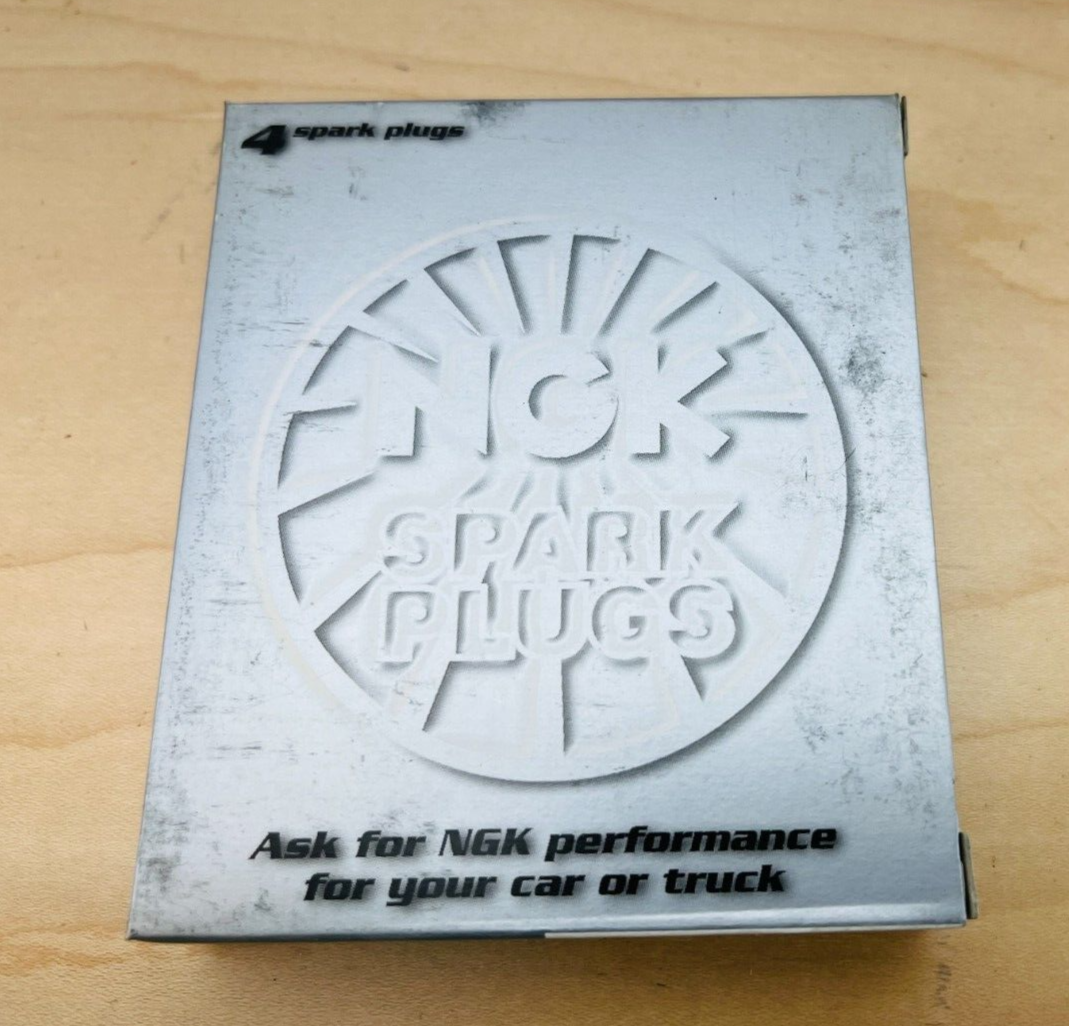 4 spark plugs
NGK
SPARK
PLUGS
Ask for NGK performance
for your car or truck